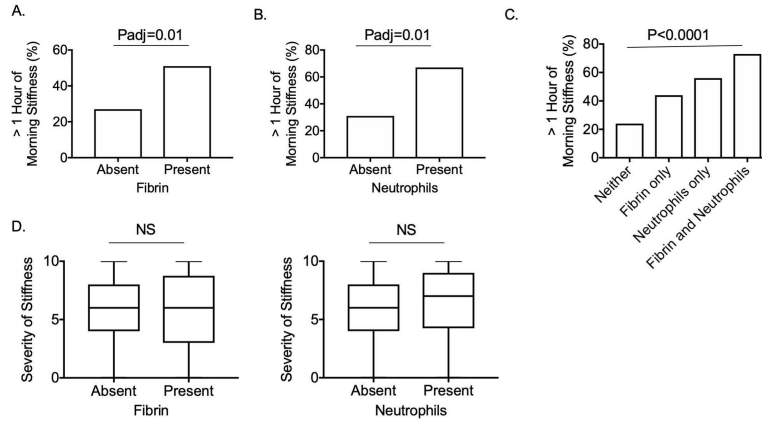 A.
Padj=0.01
> 1 Hour of
Morning Stiffness (%)
60
40
20
0
Absent Present
Fibrin
B.
Padj=0.01
> 1 Hour of
Morning Stiffness (%)
80
60
40
20
0
Absent Present
Neutrophils
C.
P<0.0001
> 1 Hour of
Morning Stiffness (%)
80
60
40
20
0
Neither
Fibrin only
Neutrophils only
Fibrin and Neutrophils
D.
NS
Severity of Stiffness
10
5
0
Absent Present
Fibrin
NS
Severity of Stiffness
10
5
0
Absent Present
Neutrophils